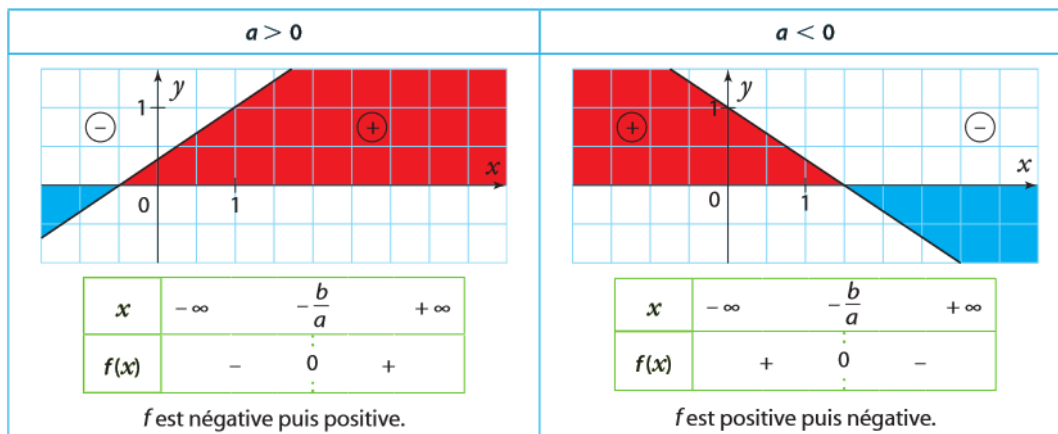 a > 0
a < 0
− + 1 y x 0 1
+ − 1 y x 0 1
x −∞ −b/a +∞
f(x) − 0 +
f est négative puis positive.
x −∞ −b/a +∞
f(x) + 0 −
f est positive puis négative.